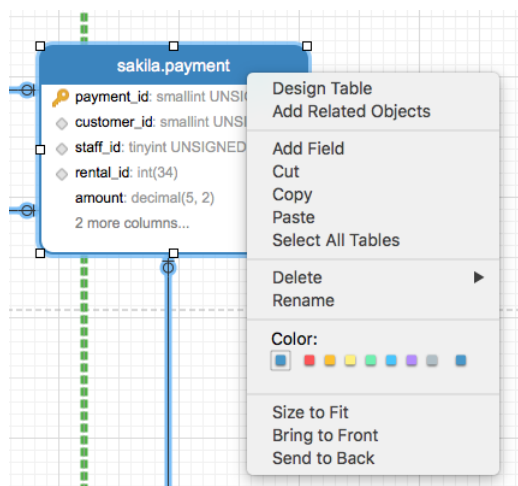 sakila.payment
payment_id: smallint UNSI
customer_id: smallint UNSI
staff_id: tinyint UNSIGNED
rental_id: int(34)
amount: decimal(5, 2)
2 more columns...
Design Table
Add Related Objects
Add Field
Cut
Copy
Paste
Select All Tables
Delete
Rename
Color:
Size to Fit
Bring to Front
Send to Back